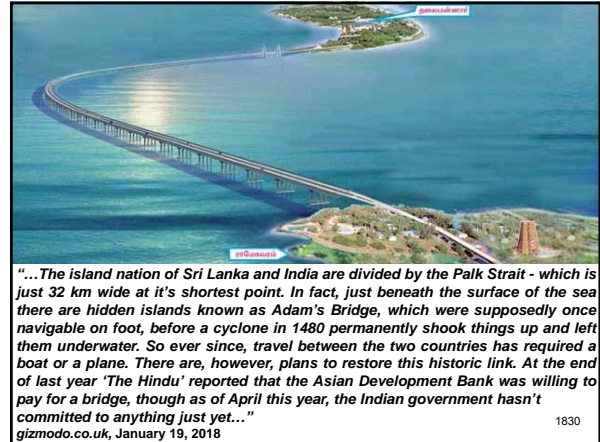 தலைமன்னார்
ராமேஸ்வரம்
“…The island nation of Sri Lanka and India are divided by the Palk Strait - which is
just 32 km wide at it’s shortest point. In fact, just beneath the surface of the sea
there are hidden islands known as Adam’s Bridge, which were supposedly once
navigable on foot, before a cyclone in 1480 permanently shook things up and left
them underwater. So ever since, travel between the two countries has required a
boat or a plane. There are, however, plans to restore this historic link. At the end
of last year ‘The Hindu’ reported that the Asian Development Bank was willing to
pay for a bridge, though as of April this year, the Indian government hasn’t
committed to anything just yet…”
gizmodo.co.uk, January 19, 2018
1830